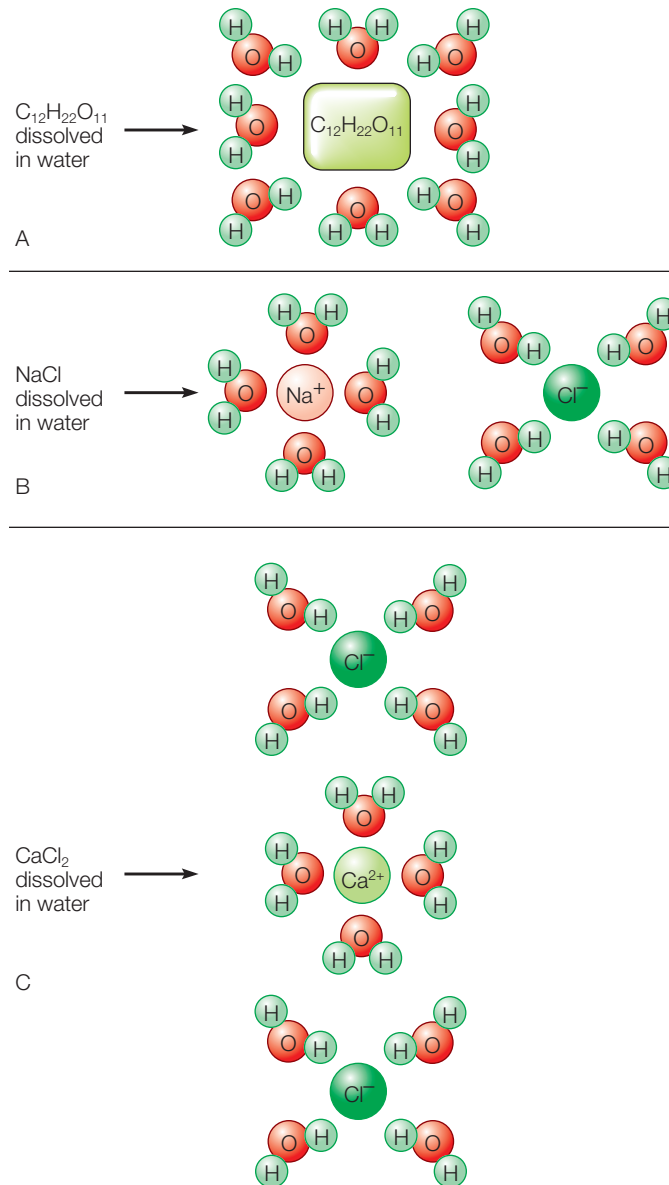 H H H H
O H O H O
C₁₂H₂₂O₁₁
dissolved
in water
H H
O C₁₂H₂₂O₁₁ O
H H
H O O H O
H H H H
A
NaCl
dissolved
in water
H H
O
H O Na⁺ O H
H H
O
H H
H H
O H H O
Cl⁻
O H H O
H H
B
H H
O H H O
Cl⁻
O H H O
H H
CaCl₂
dissolved
in water
H H
O
H H
O Ca²⁺ O
H H
O
H H
C
H H
O H H O
Cl⁻
O H H O
H H